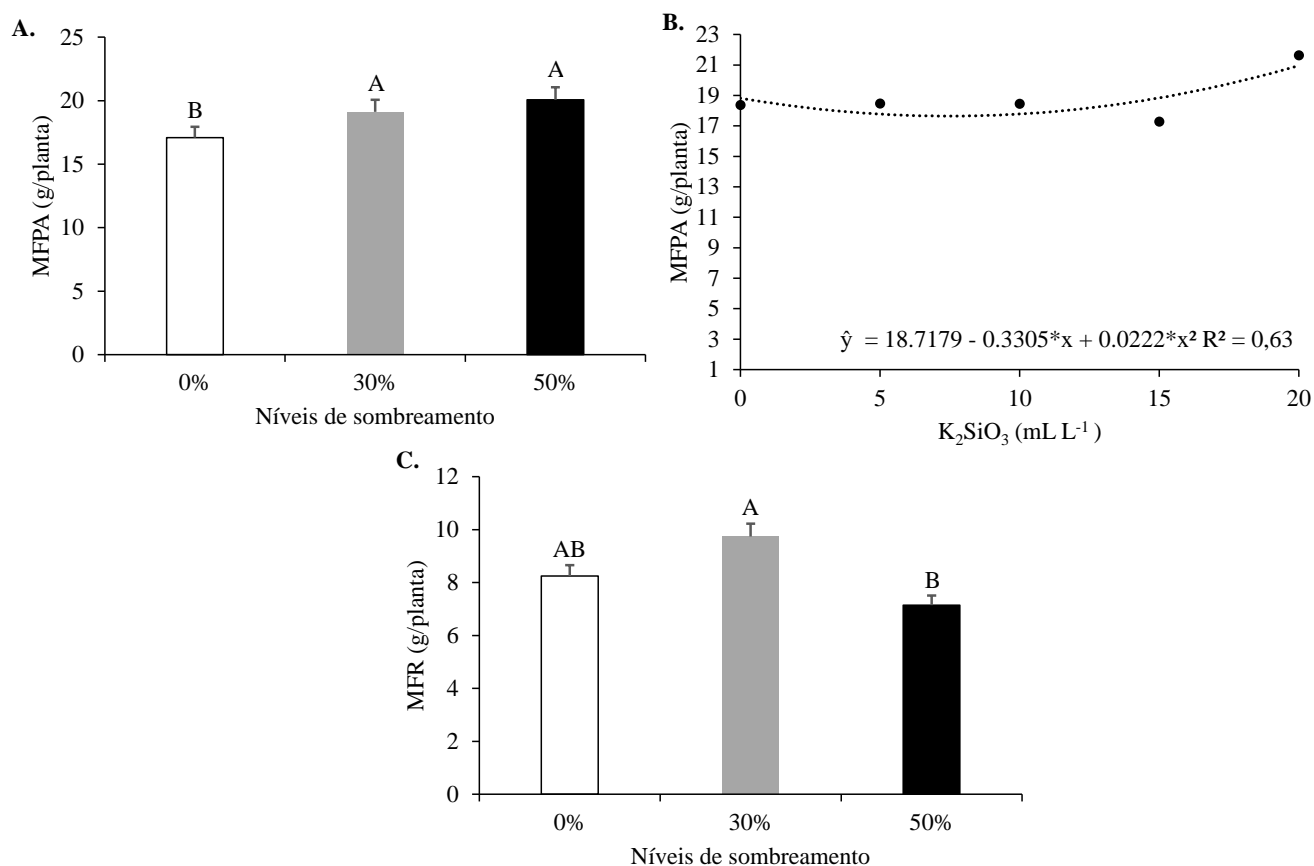 A.
25
20
15
10
5
0
MFPA (g/planta)
B
A
A
0%
30%
50%
Níveis de sombreamento
B.
23
21
19
17
15
13
11
9
7
5
3
1
MFPA (g/planta)
ŷ = 18.7179 - 0.3305*x + 0.0222*x² R² = 0,63
0
5
10
15
20
K₂SiO₃ (mL L⁻¹ )
C.
12
10
8
6
4
2
0
MFR (g/planta)
AB
A
B
0%
30%
50%
Níveis de sombreamento